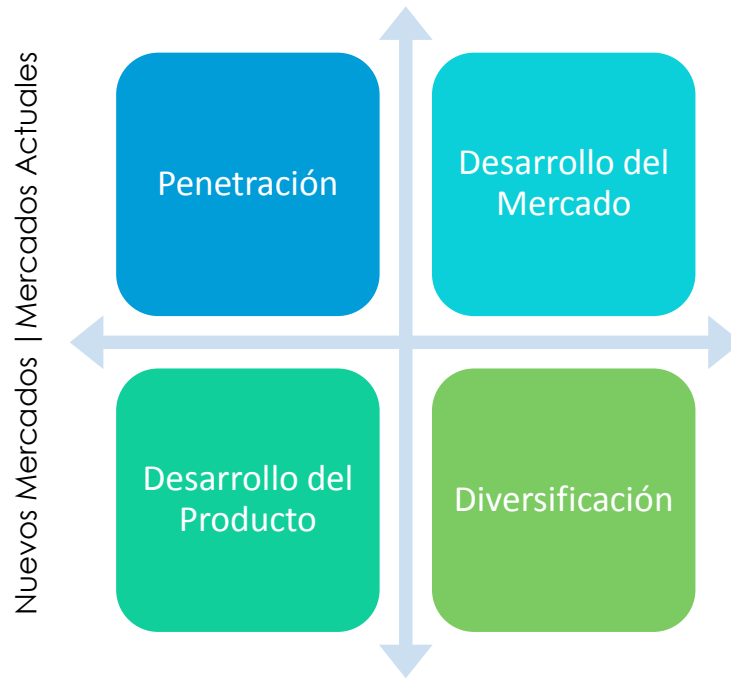 Nuevos Mercados | Mercados Actuales
Penetración
Desarrollo del
Mercado
Desarrollo del
Producto
Diversificación